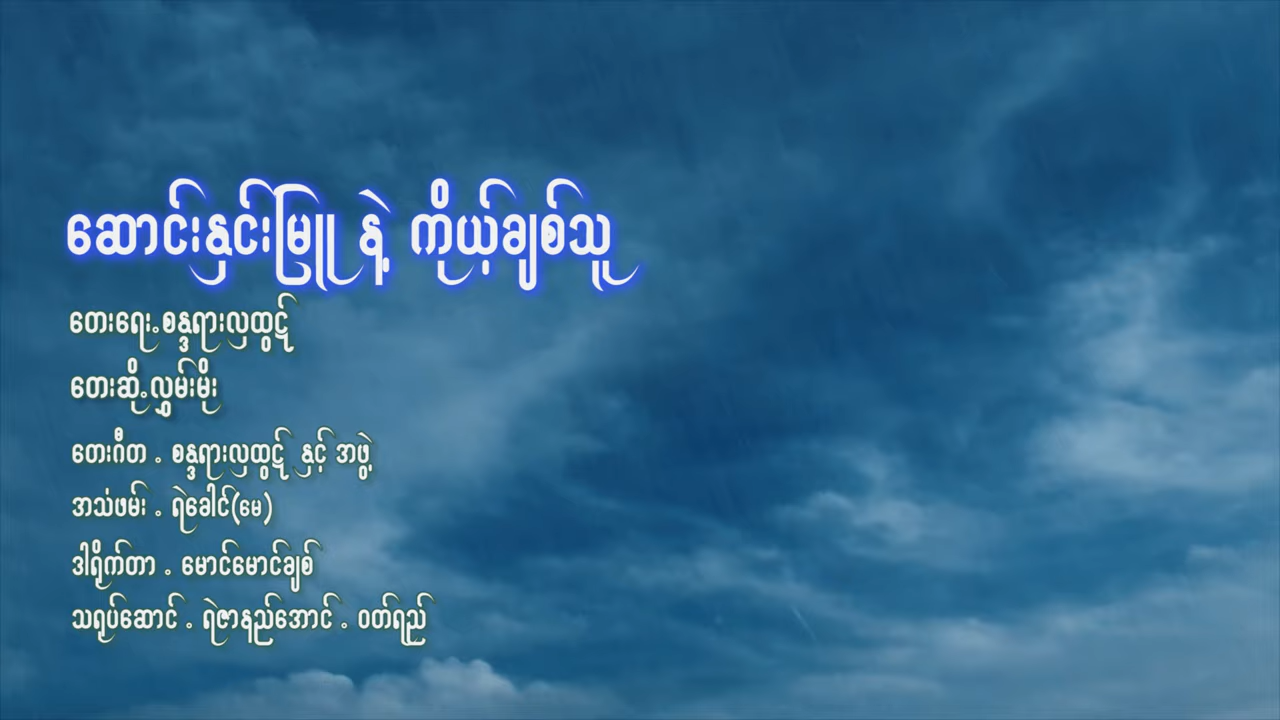 ဆောင်းနှင်းမြူ နဲ့ ကိုယ့်ချစ်သူ
တေးရေး.စန္ဒရားလှထွဋ်
တေးဆို.လွှမ်းမိုး
တေးဂီတ . စန္ဒရားလှထွဋ် နှင့် အဖွဲ့
အသံဖမ်း . ရဲခေါင်(မေ)
ဒါရိုက်တာ . မောင်မောင်ချစ်
သရုပ်ဆောင် . ရဲဇာနည်အောင် . ဝတ်ရည်